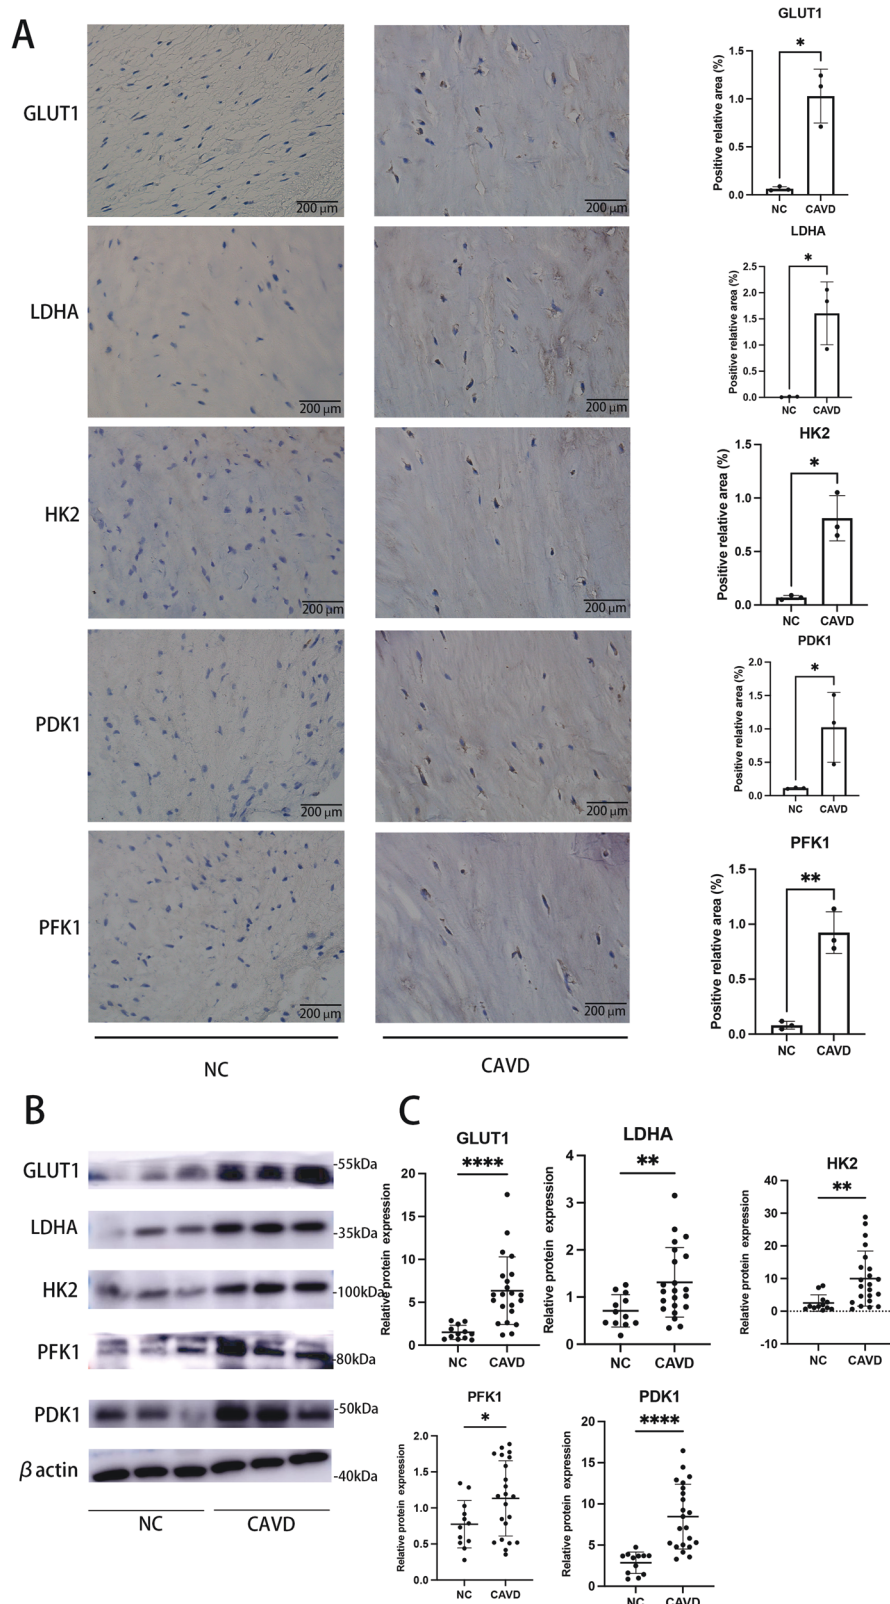 A
GLUT1
200 μm
200 μm
GLUT1
Positive relative area (%)
1.5
1.0
0.5
0.0
*
NC
CAVD
LDHA
200 μm
200 μm
LDHA
Positive relative area (%)
2.5
2.0
1.5
1.0
0.5
0.0
*
NC
CAVD
HK2
200 μm
200 μm
HK2
Positive relative area (%)
1.5
1.0
0.5
0.0
*
NC
CAVD
PDK1
200 μm
200 μm
PDK1
Positive relative area (%)
2.0
1.5
1.0
0.5
0.0
*
NC
CAVD
PFK1
200 μm
200 μm
PFK1
Positive relative area (%)
1.5
1.0
0.5
0.0
**
NC
CAVD
NC
CAVD
B
GLUT1
-55kDa
LDHA
-35kDa
HK2
-100kDa
PFK1
-80kDa
PDK1
-50kDa
β actin
-40kDa
NC
CAVD
C
GLUT1
****
Relative protein expression
20
15
10
5
0
NC
CAVD
LDHA
**
Relative protein expression
4
3
2
1
0
NC
CAVD
HK2
**
Relative protein expression
40
30
20
10
0
-10
NC
CAVD
PFK1
*
Relative protein expression
2.0
1.5
1.0
0.5
0.0
NC
CAVD
PDK1
****
Relative protein expression
20
15
10
5
0
NC
CAVD